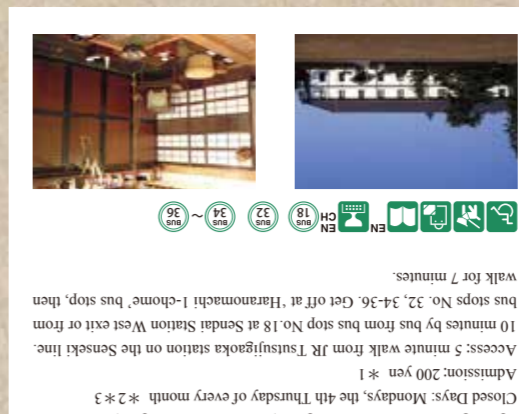 Closed Days: Mondays, the 4th Thursday of every month *2*3
Admission: 200 yen *1
Access: 5 minute walk from JR Tsutsujigaoka station on the Senseki line.
10 minutes by bus from bus stop No.18 at Sendai Station West exit or from
bus stops No. 32, 34-36. Get off at 'Haranomachi 1-chome' bus stop, then
walk for 7 minutes.
EN
EN
CH
BUS
18
BUS
32
BUS
34
~
BUS
36